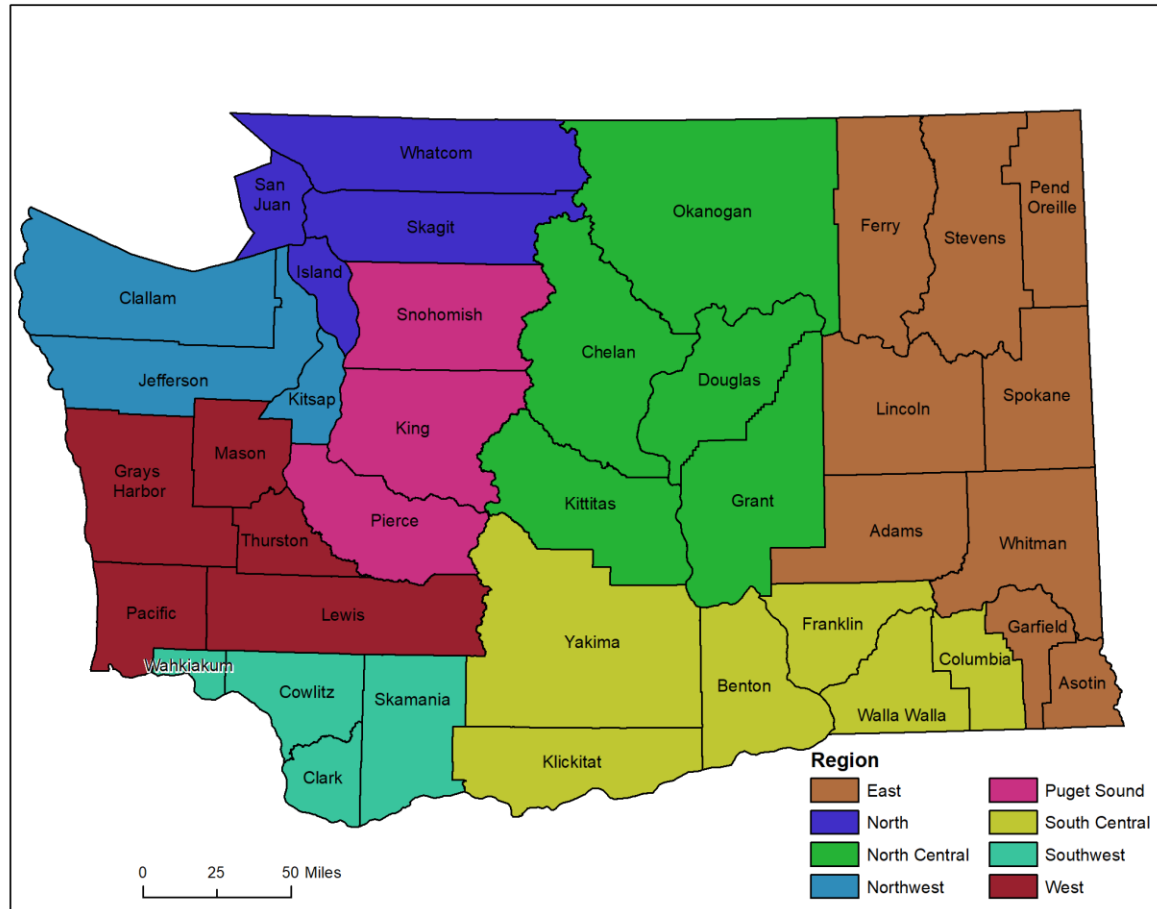 Whatcom
San
Juan
Skagit
Island
Okanogan
Ferry
Stevens
Pend
Oreille
Clallam
Snohomish
Chelan
Douglas
Jefferson
Kitsap
King
Lincoln
Spokane
Mason
Grays
Harbor
Kittitas
Grant
Thurston
Pierce
Adams
Whitman
Pacific
Lewis
Yakima
Franklin
Garfield
Columbia
Wahkiakum
Cowlitz
Skamania
Benton
Asotin
Walla Walla
Clark
Klickitat
Region
East
North
North Central
Northwest
Puget Sound
South Central
Southwest
West
0 25 50 Miles